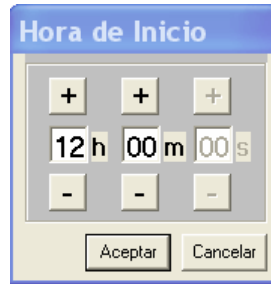 Hora de Inicio
+ + +
12 h 00 m 00 s
- - -
Aceptar Cancelar